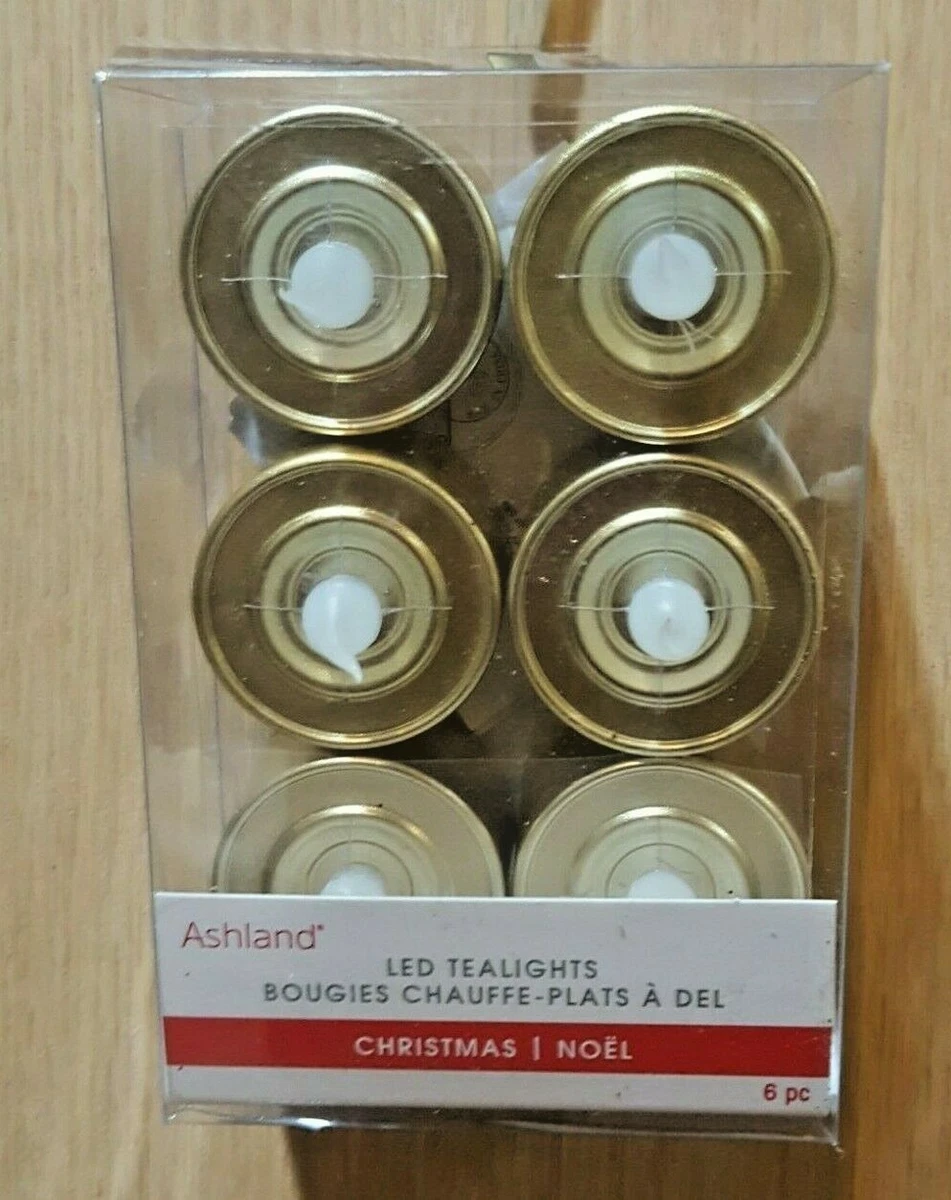 Ashland®
LED TEALIGHTS
BOUGIES CHAUFFE-PLATS À DEL
CHRISTMAS | NOËL
6 pc